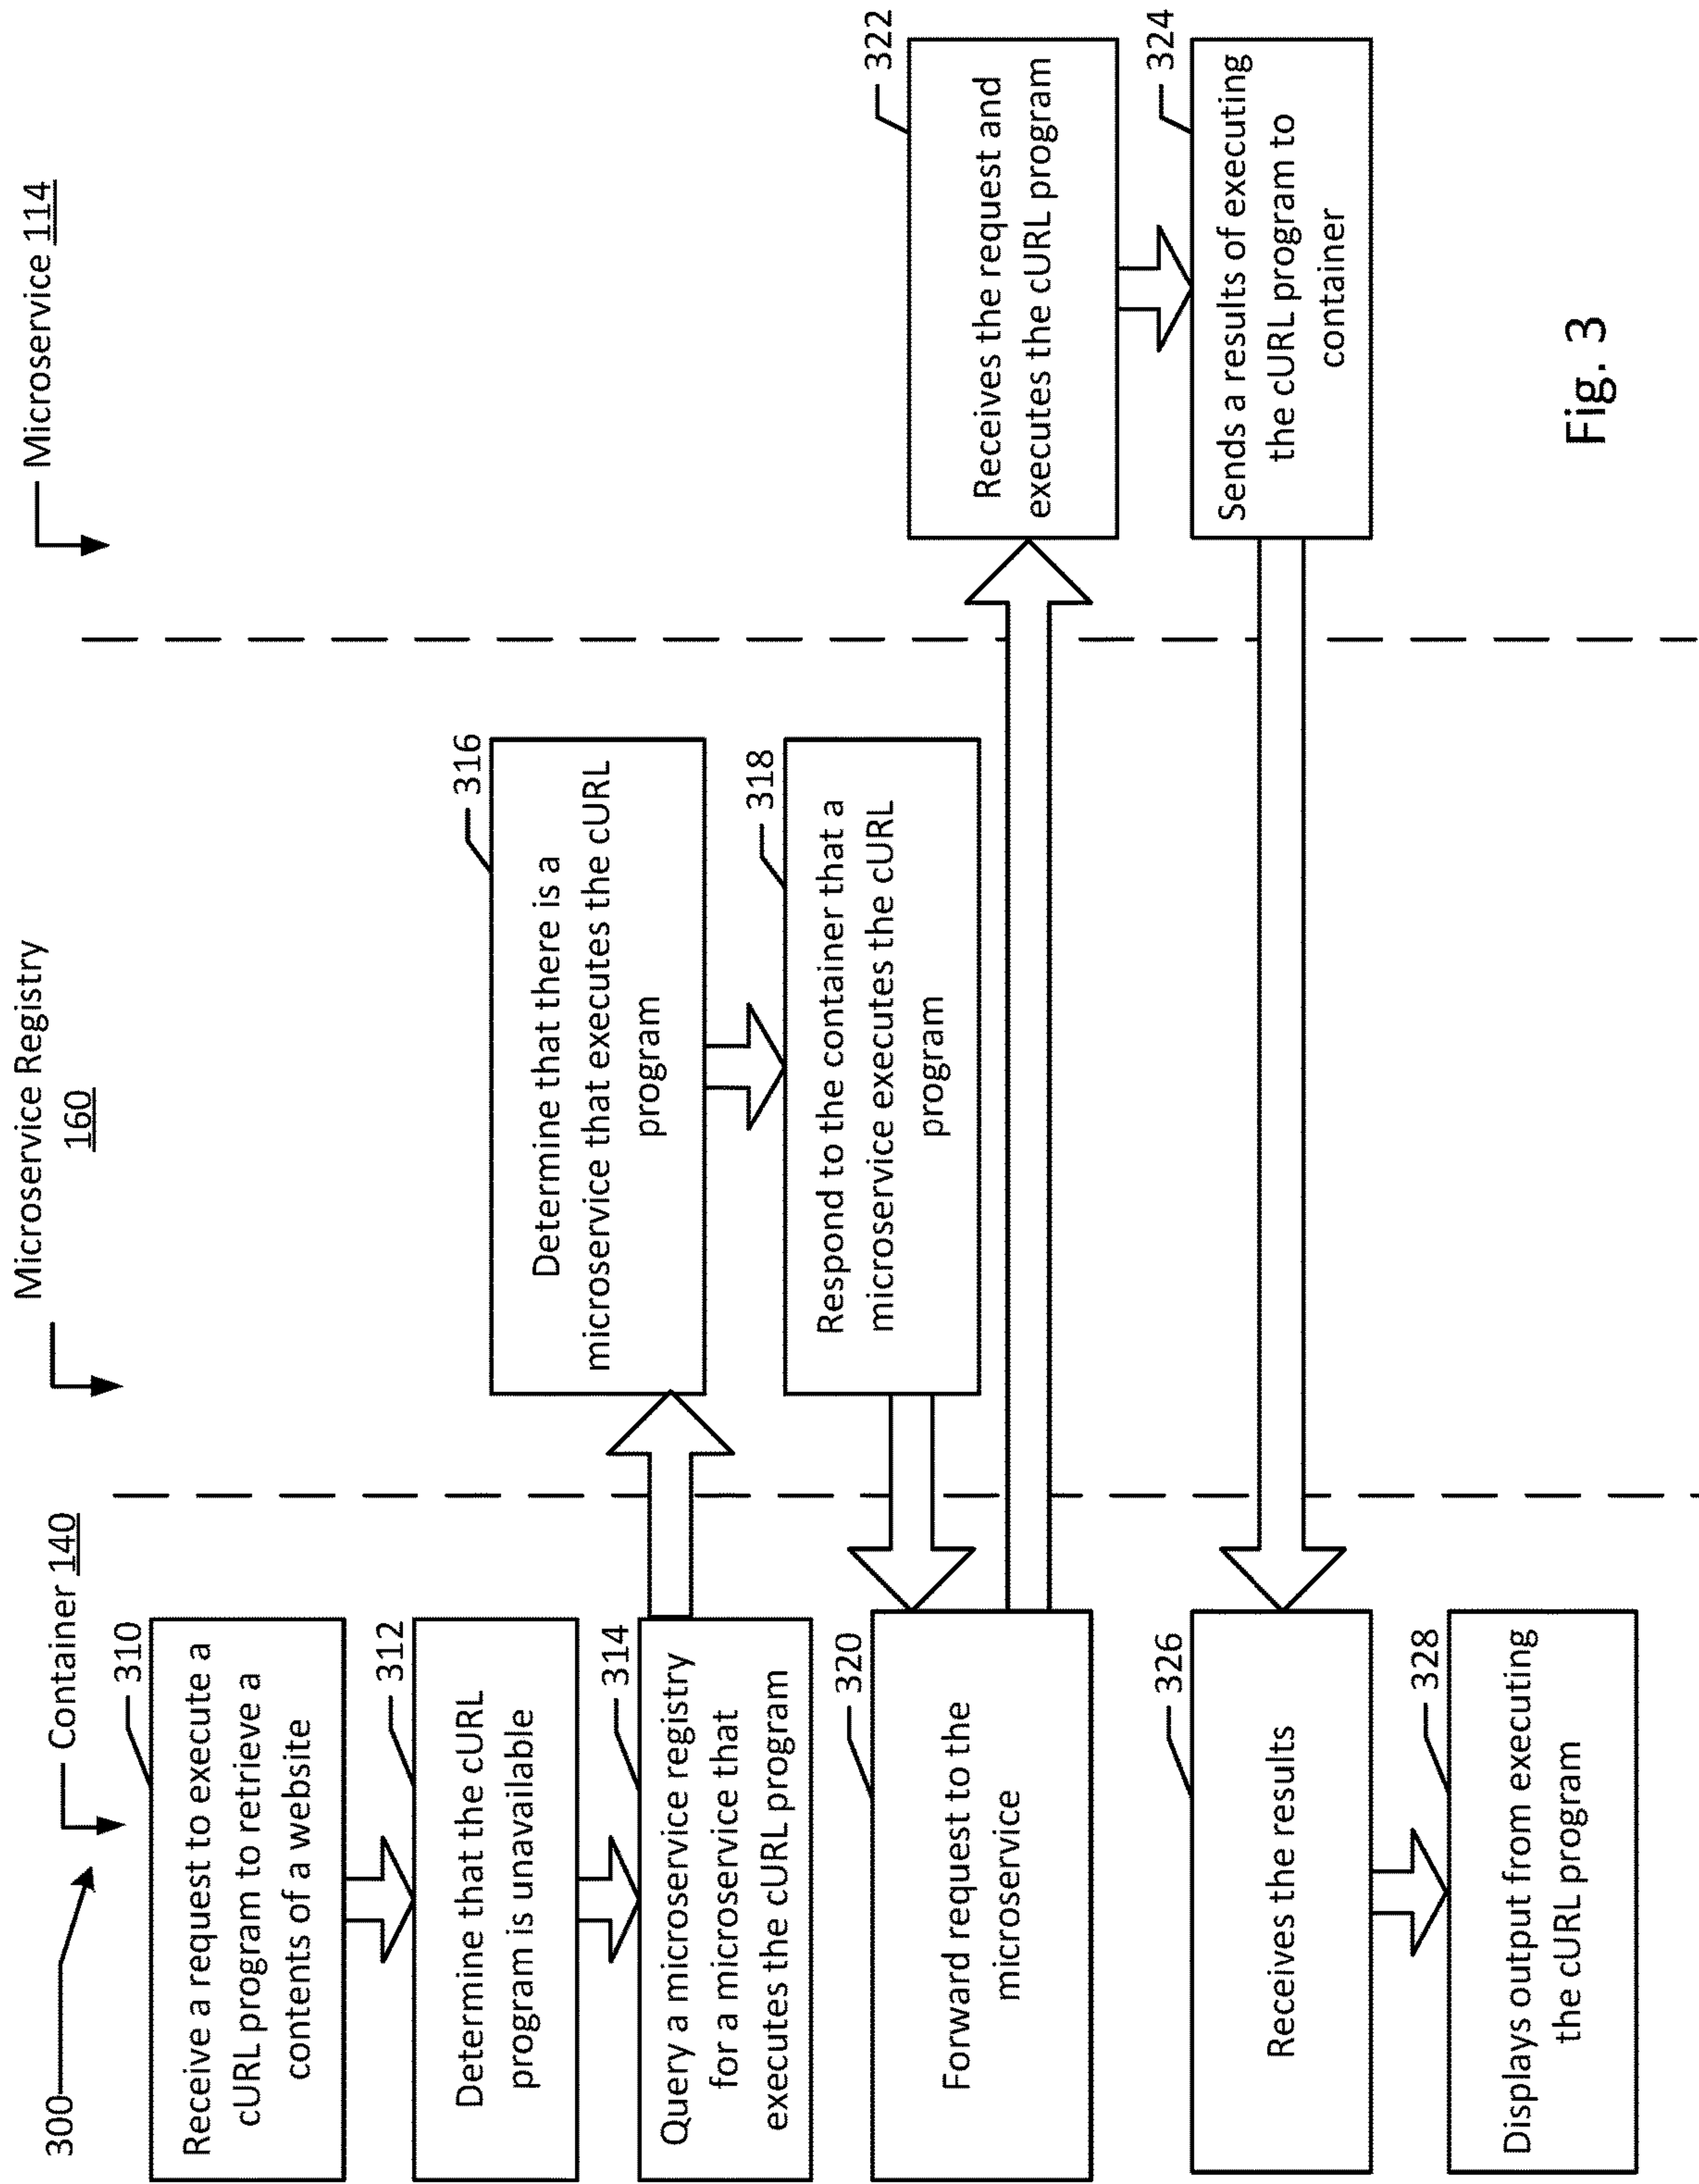 300
Container 140
Microservice Registry
160
Microservice 114
310
Receive a request to execute a
cURL program to retrieve a
contents of a website
312
Determine that the cURL
program is unavailable
314
Query a microservice registry
for a microservice that
executes the cURL program
316
Determine that there is a
microservice that executes the cURL
program
318
Respond to the container that a
microservice executes the cURL
program
320
Forward request to the
microservice
322
Receives the request and
executes the cURL program
324
Sends a results of executing
the cURL program to
container
326
Receives the results
328
Displays output from executing
the cURL program
Fig. 3